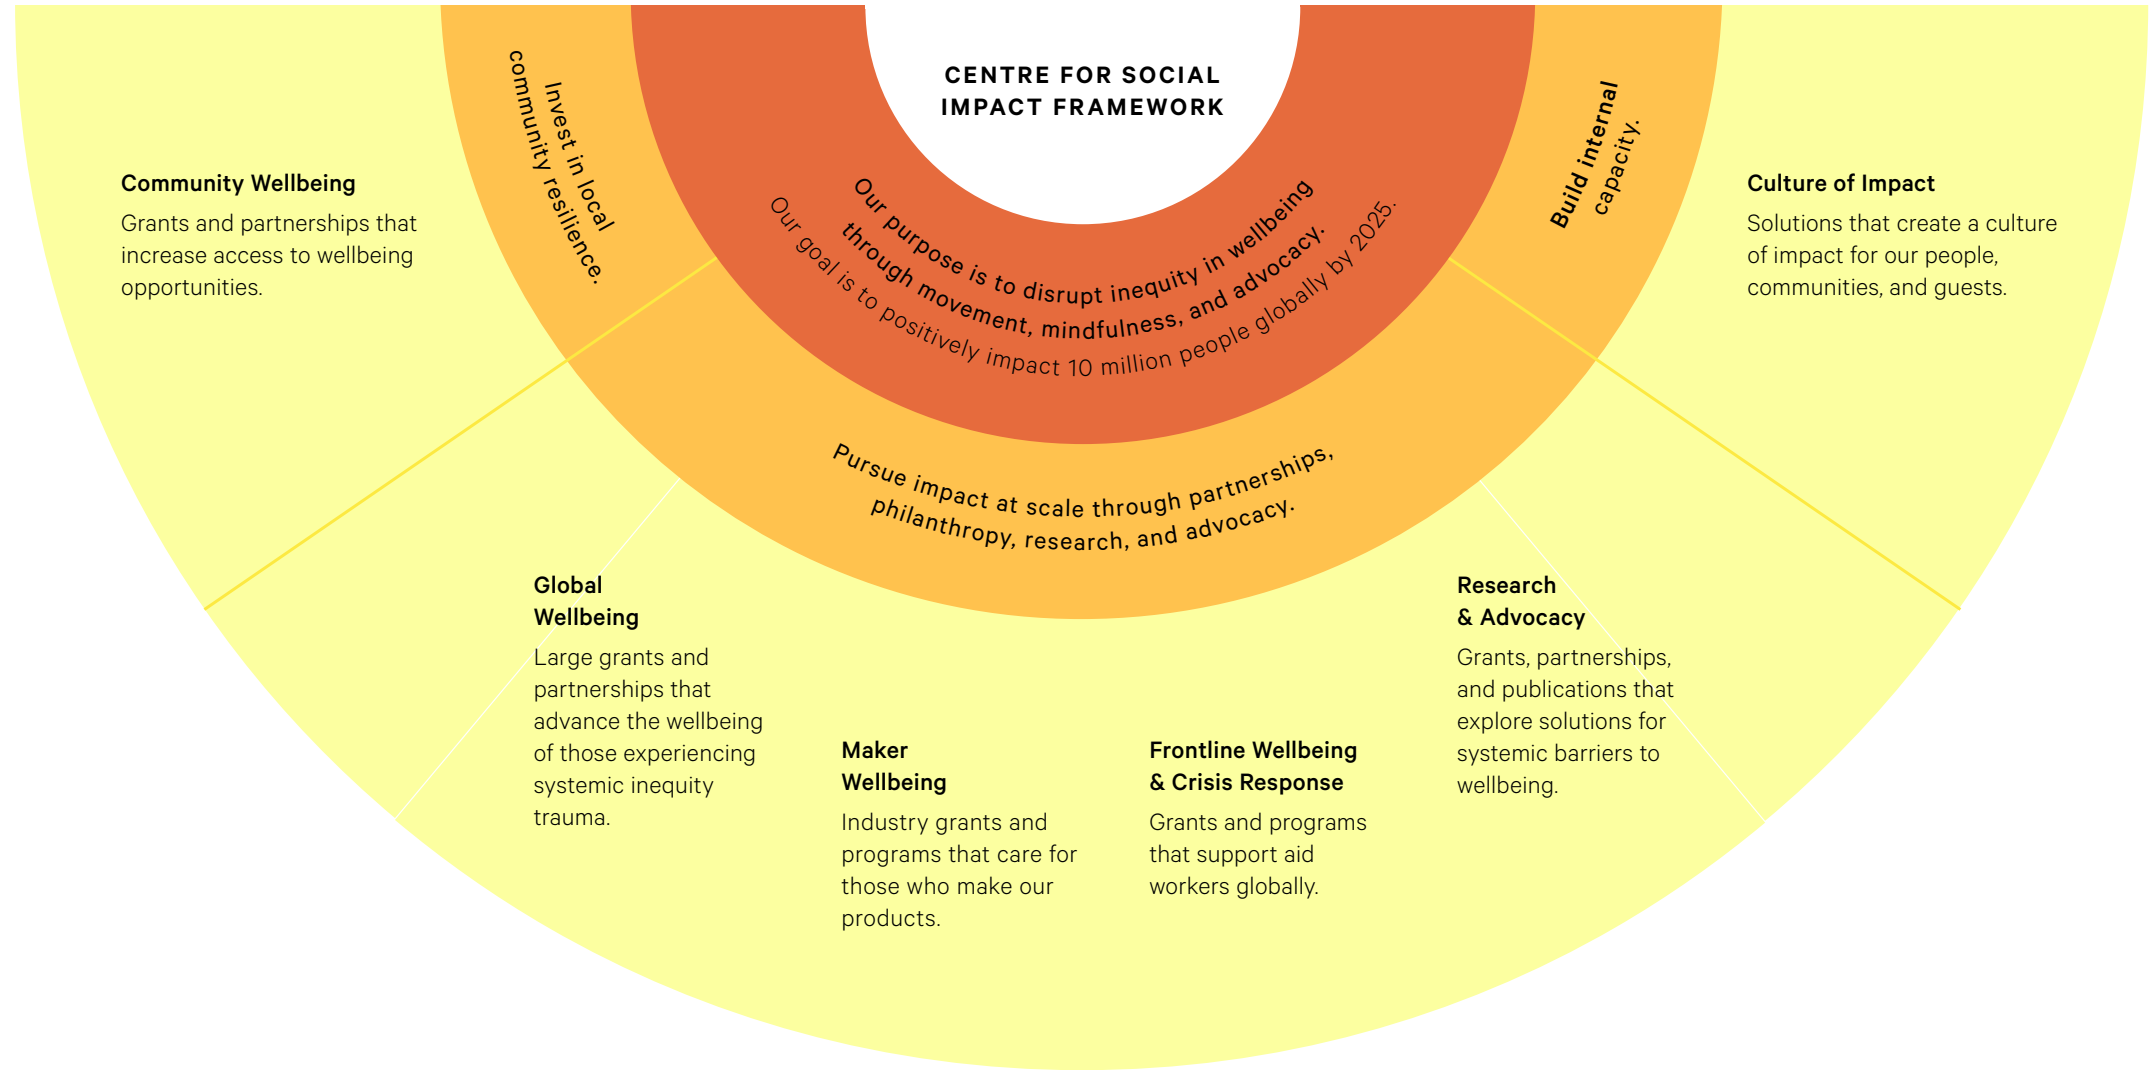 CENTRE FOR SOCIAL
IMPACT FRAMEWORK
Our purpose is to disrupt inequity in wellbeing
through movement, mindfulness, and advocacy.
Our goal is to positively impact 10 million people globally by 2025.
Invest in local
community resilience.
Pursue impact at scale through partnerships,
philanthropy, research, and advocacy.
Build internal
capacity.
Community Wellbeing
Grants and partnerships that
increase access to wellbeing
opportunities.
Global
Wellbeing
Large grants and
partnerships that
advance the wellbeing
of those experiencing
systemic inequity
trauma.
Maker
Wellbeing
Industry grants and
programs that care for
those who make our
products.
Frontline Wellbeing
& Crisis Response
Grants and programs
that support aid
workers globally.
Research
& Advocacy
Grants, partnerships,
and publications that
explore solutions for
systemic barriers to
wellbeing.
Culture of Impact
Solutions that create a culture
of impact for our people,
communities, and guests.